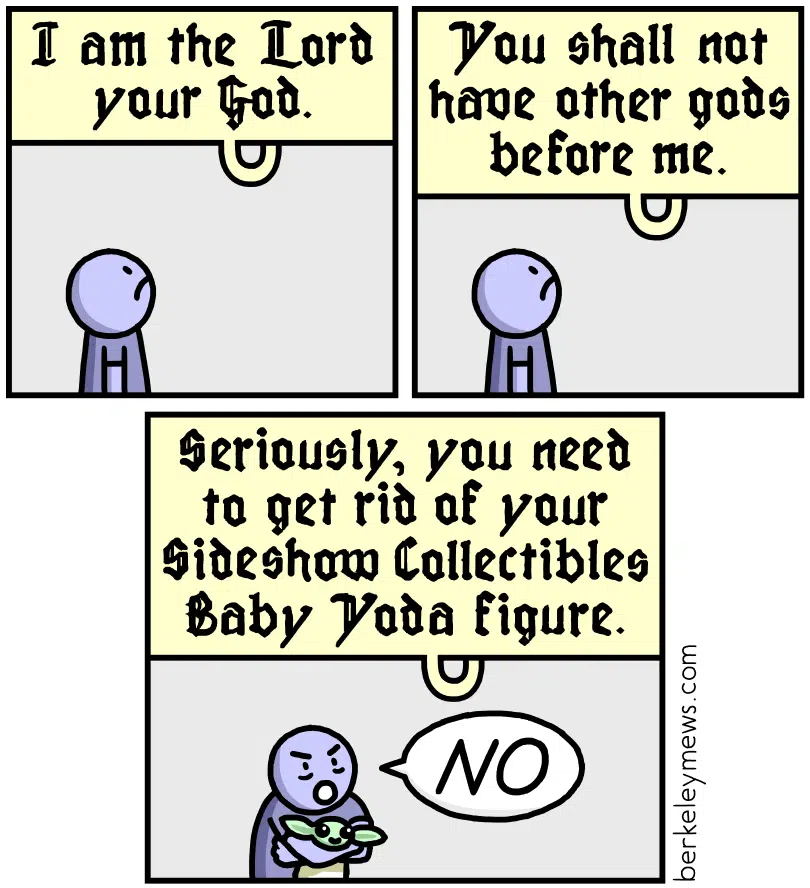 I am the Lord
your God.
You shall not
have other gods
before me.
Seriously, you need
to get rid of your
Sideshow Collectibles
Baby Yoda figure.
NO
berkeleymews.com